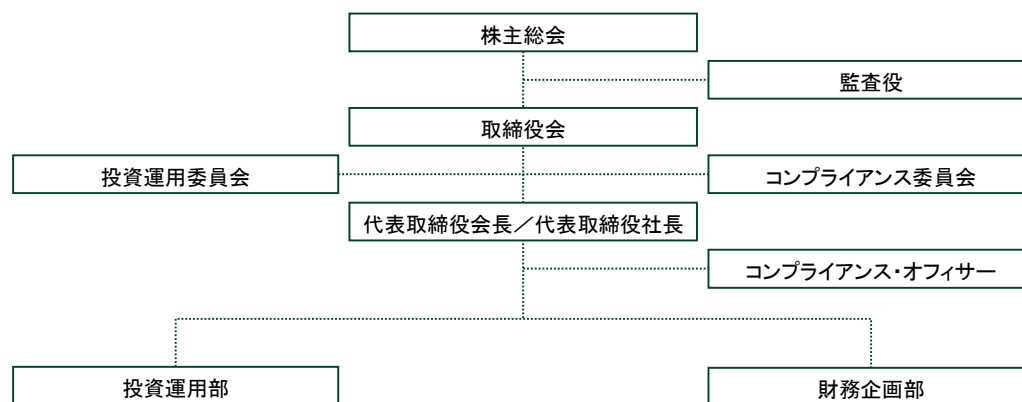 株主総会
監査役
取締役会
投資運用委員会
コンプライアンス委員会
代表取締役会長／代表取締役社長
コンプライアンス・オフィサー
投資運用部
財務企画部